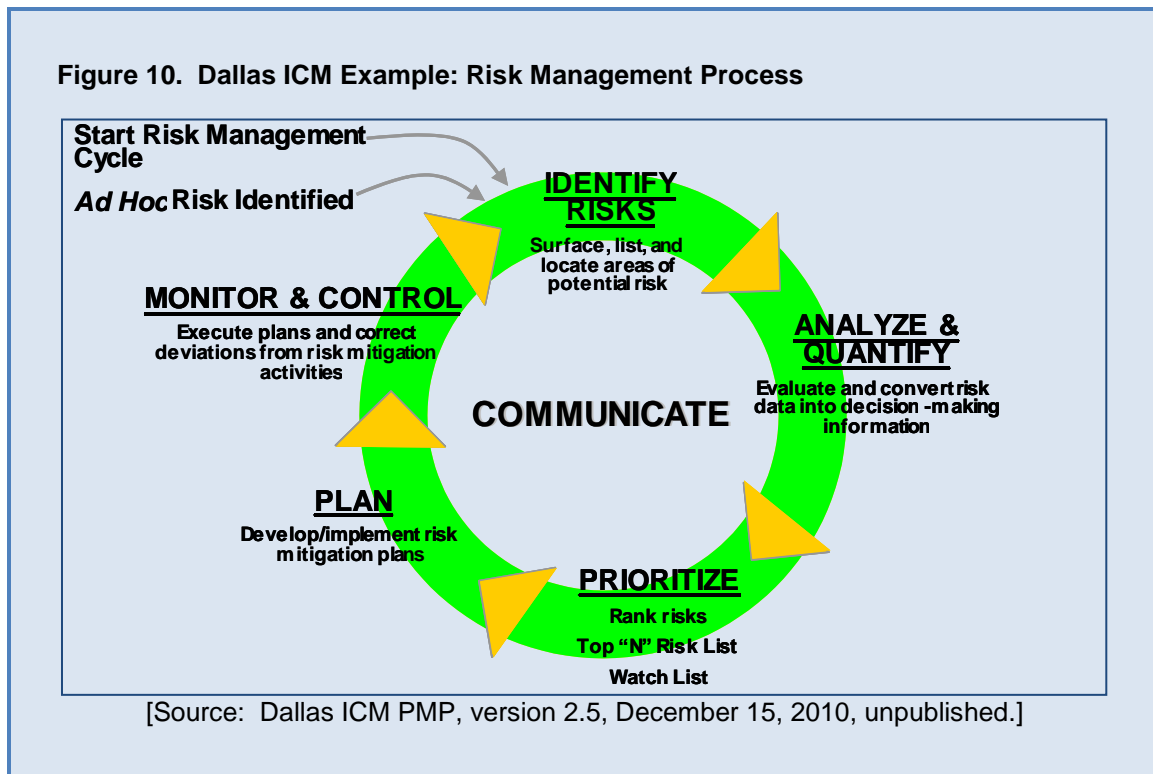 Figure 10. Dallas ICM Example: Risk Management Process
Start Risk Management
Cycle
Ad Hoc Risk Identified
IDENTIFY
RISKS
Surface, list, and
locate areas of
potential risk
ANALYZE &
QUANTIFY
Evaluate and convert risk
data into decision -making
information
PRIORITIZE
Rank risks
Top “N” Risk List
Watch List
PLAN
Develop/implement risk
mitigation plans
MONITOR & CONTROL
Execute plans and correct
deviations from risk mitigation
activities
COMMUNICATE
[Source: Dallas ICM PMP, version 2.5, December 15, 2010, unpublished.]